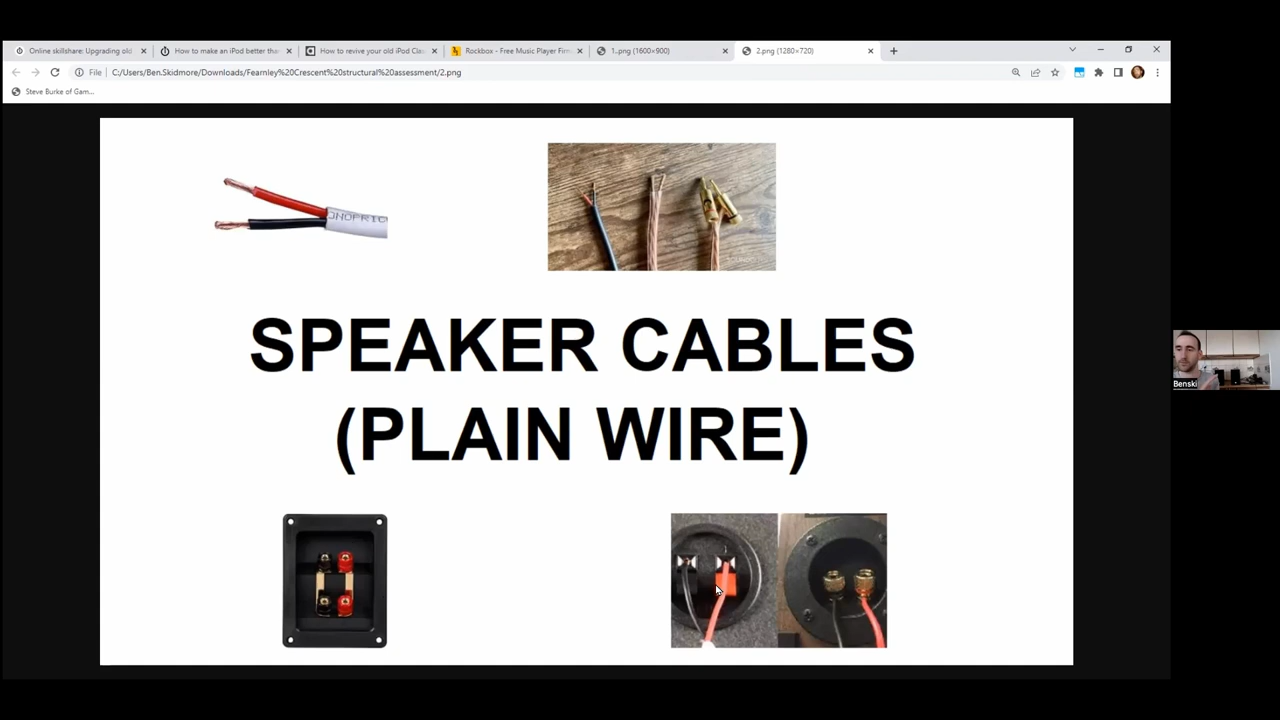 Online skillshare: Upgrading old
How to make an iPod better tha
How to revive your old iPod Clas
Rockbox - Free Music Player Firm
1..png (1600×900)
2.png (1280×720)
File
C:/Users/Ben.Skidmore/Downloads/Fearnley%20Crescent%20structural%20assessment/2.png
Steve Burke of Gam...
ONOPRIC
SPEAKER CABLES
(PLAIN WIRE)
Benski